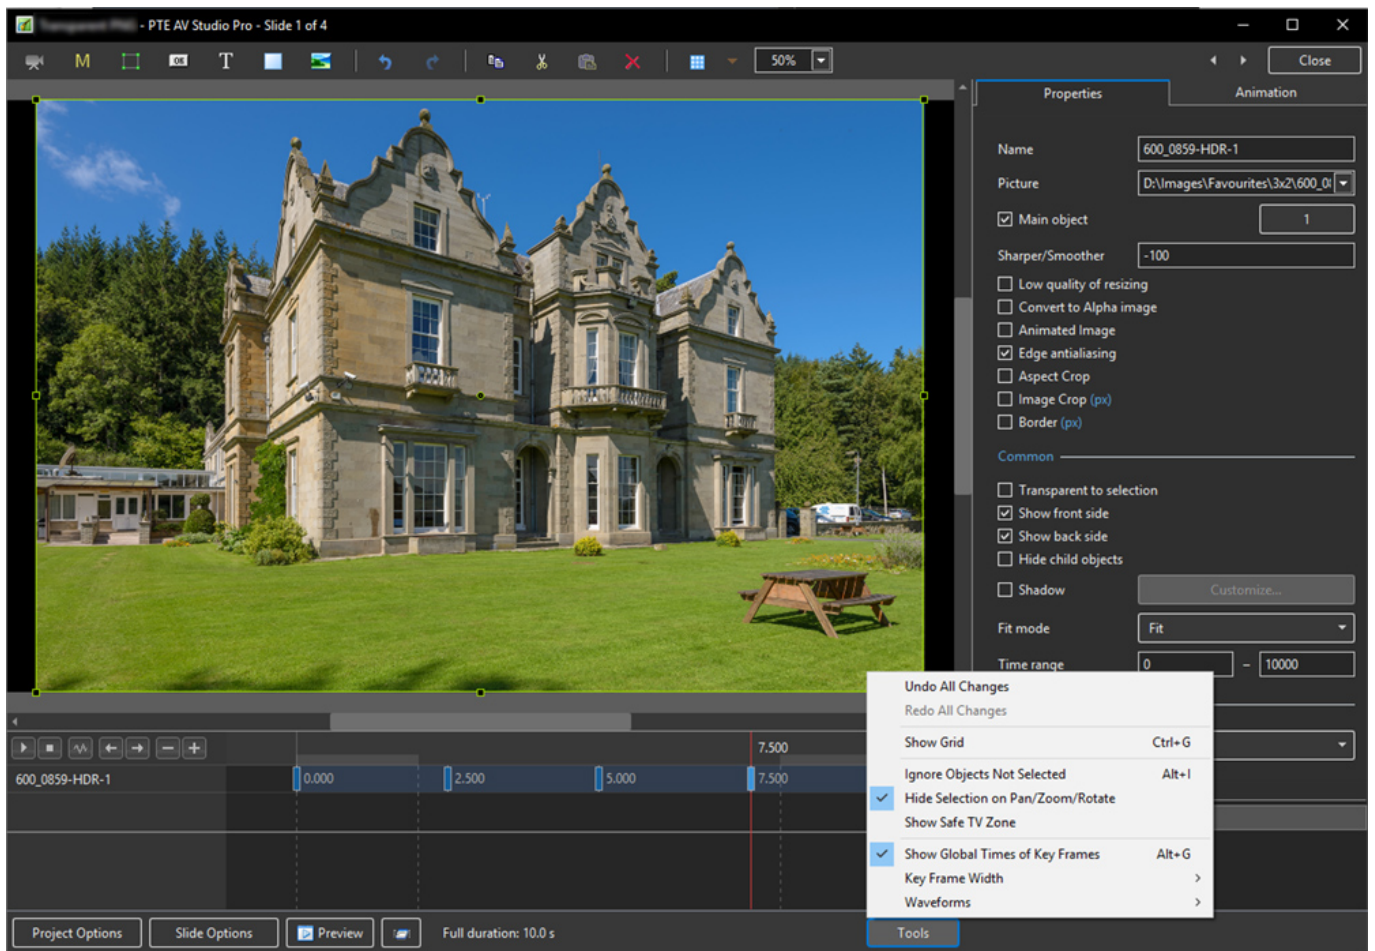 - PTE AV Studio Pro - Slide 1 of 4
M OK T 50% Close
Properties Animation
Name 600_0859-HDR-1
Picture D:\Images\Favourites\3x2\600_08
Main object 1
Sharper/Smoother -100
Low quality of resizing
Convert to Alpha image
Animated Image
Edge antialiasing
Aspect Crop
Image Crop (px)
Border (px)
Common
Transparent to selection
Show front side
Show back side
Hide child objects
Shadow Customize...
Fit mode Fit
Time range 0 – 10000
Undo All Changes
Redo All Changes
Show Grid Ctrl+G
Ignore Objects Not Selected Alt+I
Hide Selection on Pan/Zoom/Rotate
Show Safe TV Zone
Show Global Times of Key Frames Alt+G
Key Frame Width
Waveforms
7.500
600_0859-HDR-1 0.000 2.500 5.000 7.500
Project Options Slide Options Preview Full duration: 10.0 s Tools